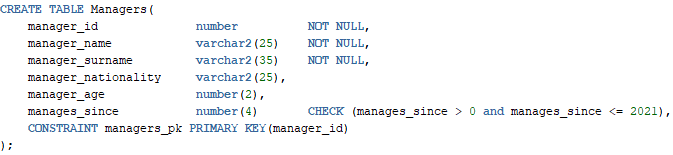 CREATE TABLE Managers(
    manager_id             number         NOT NULL,
    manager_name           varchar2(25)   NOT NULL,
    manager_surname        varchar2(35)   NOT NULL,
    manager_nationality    varchar2(25),
    manager_age            number(2),
    manages_since          number(4)      CHECK (manages_since > 0 and manages_since <= 2021),
    CONSTRAINT managers_pk PRIMARY KEY(manager_id)
);